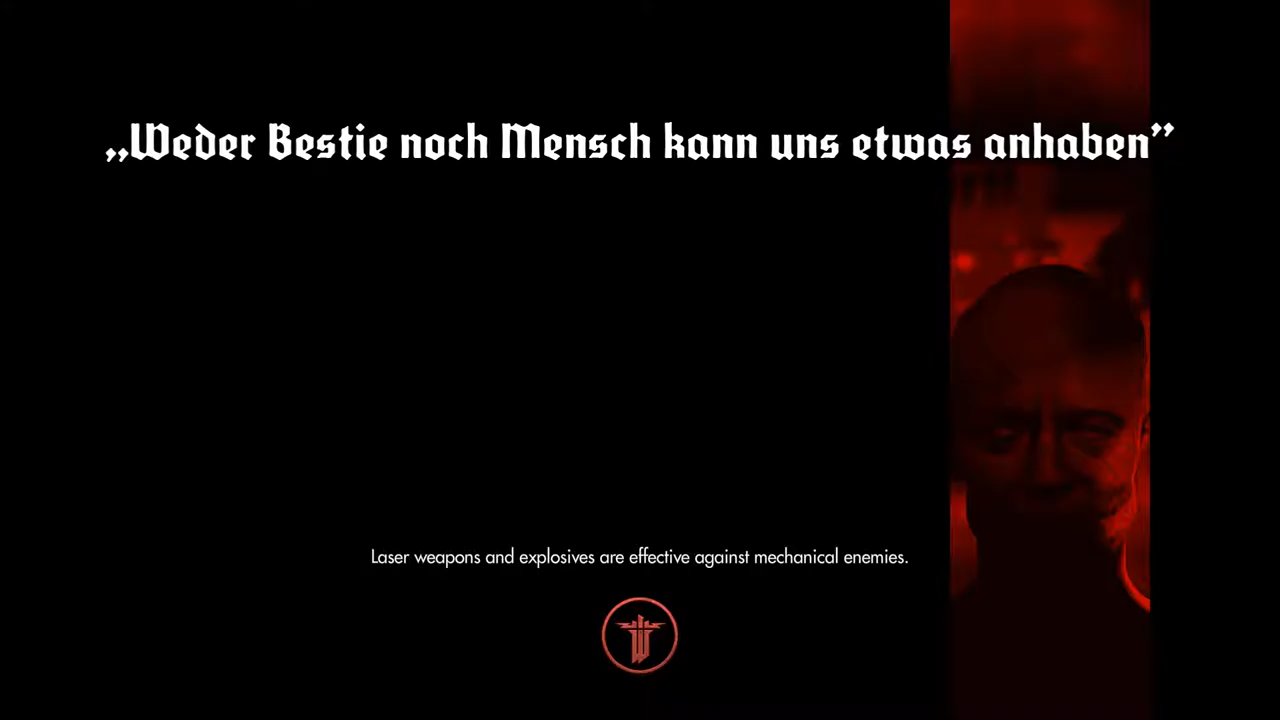 „Weder Bestie noch Mensch kann uns etwas anhaben”
Laser weapons and explosives are effective against mechanical enemies.